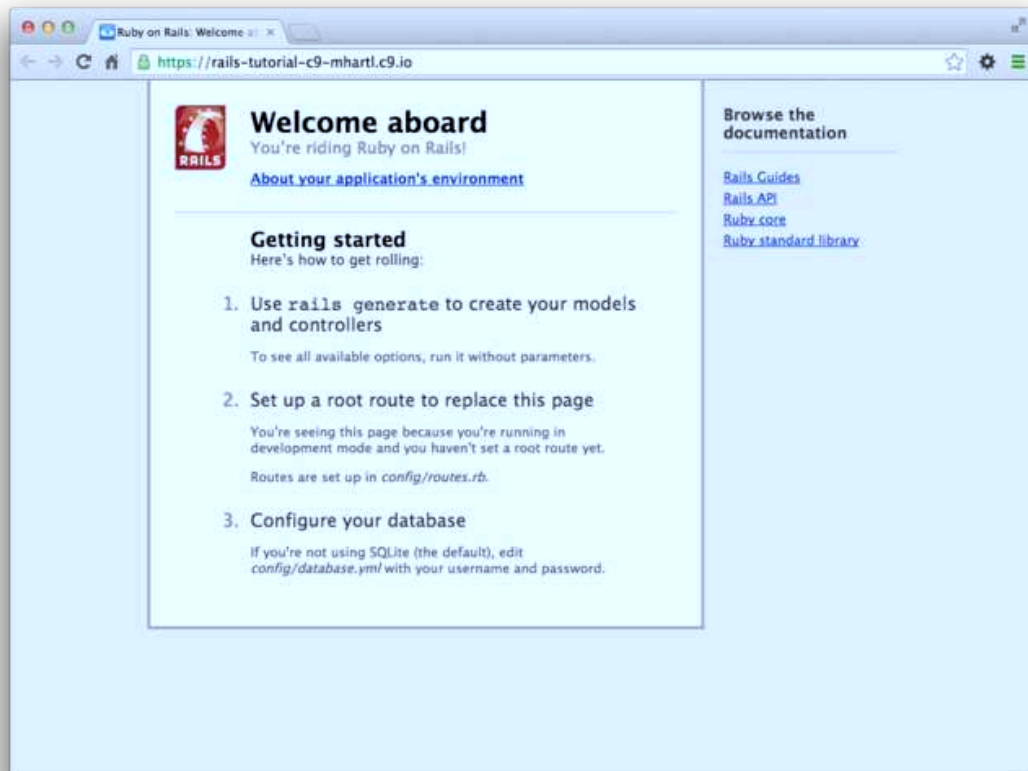 Ruby on Rails: Welcome a
https://rails-tutorial-c9-mhartl.c9.io
RAILS
Welcome aboard
You're riding Ruby on Rails!
About your application's environment
Getting started
Here's how to get rolling:
1. Use rails generate to create your models
and controllers
To see all available options, run it without parameters.
2. Set up a root route to replace this page
You're seeing this page because you're running in
development mode and you haven't set a root route yet.
Routes are set up in config/routes.rb.
3. Configure your database
If you're not using SQLite (the default), edit
config/database.yml with your username and password.
Browse the
documentation
Rails Guides
Rails API
Ruby core
Ruby standard library